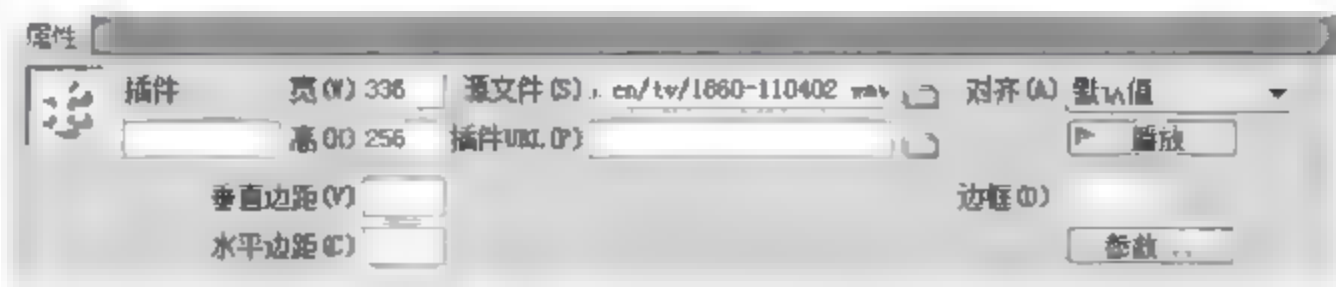 属性
插件 宽(W) 336 源文件(S) cn/tv/1860-110402 wmv 对齐(A) 默认值
高(H) 256 插件URL(P) 播放
垂直边距(V) 边框(D)
水平边距(C) 参数